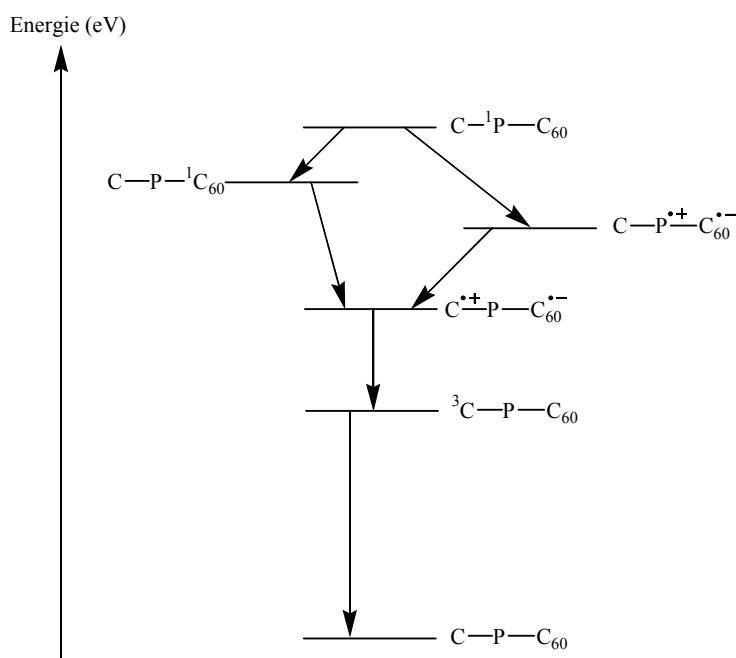 Energie (eV)
C—¹P—C₆₀
C—P—¹C₆₀
C—P•+—C₆₀•−
C•+—P—C₆₀•−
³C—P—C₆₀
C—P—C₆₀